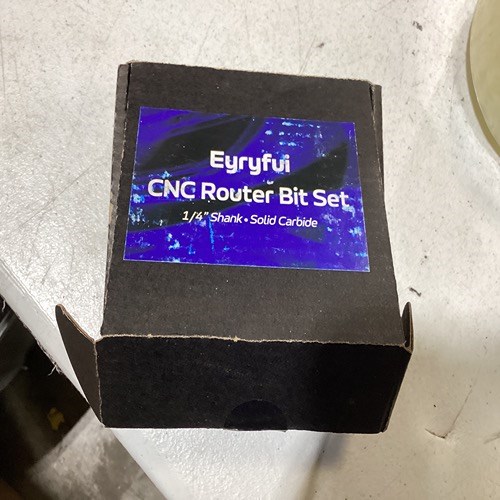 Eyryfui
CNC Router Bit Set
1/4" Shank • Solid Carbide